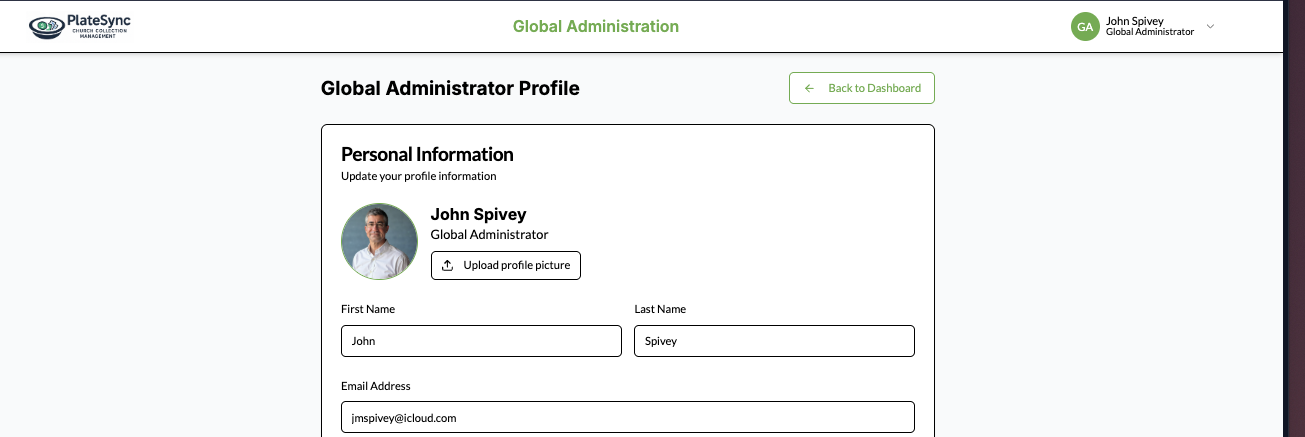 PlateSync
CHURCH COLLECTION
MANAGEMENT
Global Administration
GA
John Spivey
Global Administrator
Global Administrator Profile
Back to Dashboard
Personal Information
Update your profile information
John Spivey
Global Administrator
Upload profile picture
First Name
Last Name
John
Spivey
Email Address
jmspivey@icloud.com